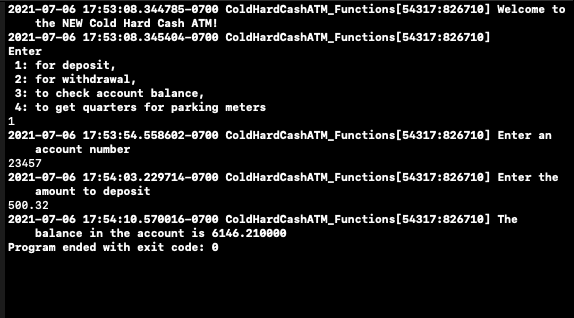 2021-07-06 17:53:08.344785-0700 ColdHardCashATM_Functions[54317:826710] Welcome to
the NEW Cold Hard Cash ATM!
2021-07-06 17:53:08.345404-0700 ColdHardCashATM_Functions[54317:826710]
Enter
1: for deposit,
2: for withdrawal,
3: to check account balance,
4: to get quarters for parking meters
1
2021-07-06 17:53:54.558602-0700 ColdHardCashATM_Functions[54317:826710] Enter an
account number
23457
2021-07-06 17:54:03.229714-0700 ColdHardCashATM_Functions[54317:826710] Enter the
amount to deposit
500.32
2021-07-06 17:54:10.570016-0700 ColdHardCashATM_Functions[54317:826710] The
balance in the account is 6146.210000
Program ended with exit code: 0